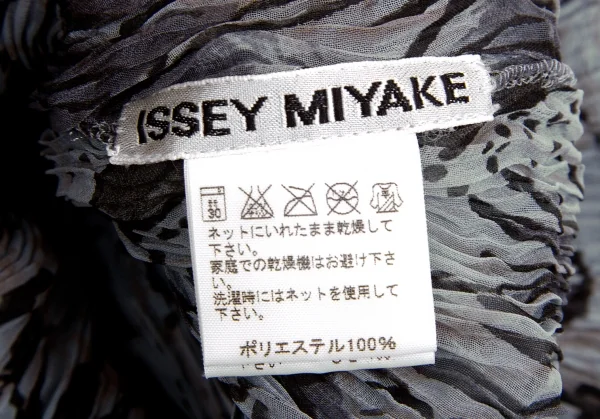 ISSEY MIYAKE
弱
30
ネットにいれたまま乾燥して
下さい。
家庭での乾燥機はお避け下さ
い。
洗濯時にはネットを使用して
下さい。
ポリエステル100%